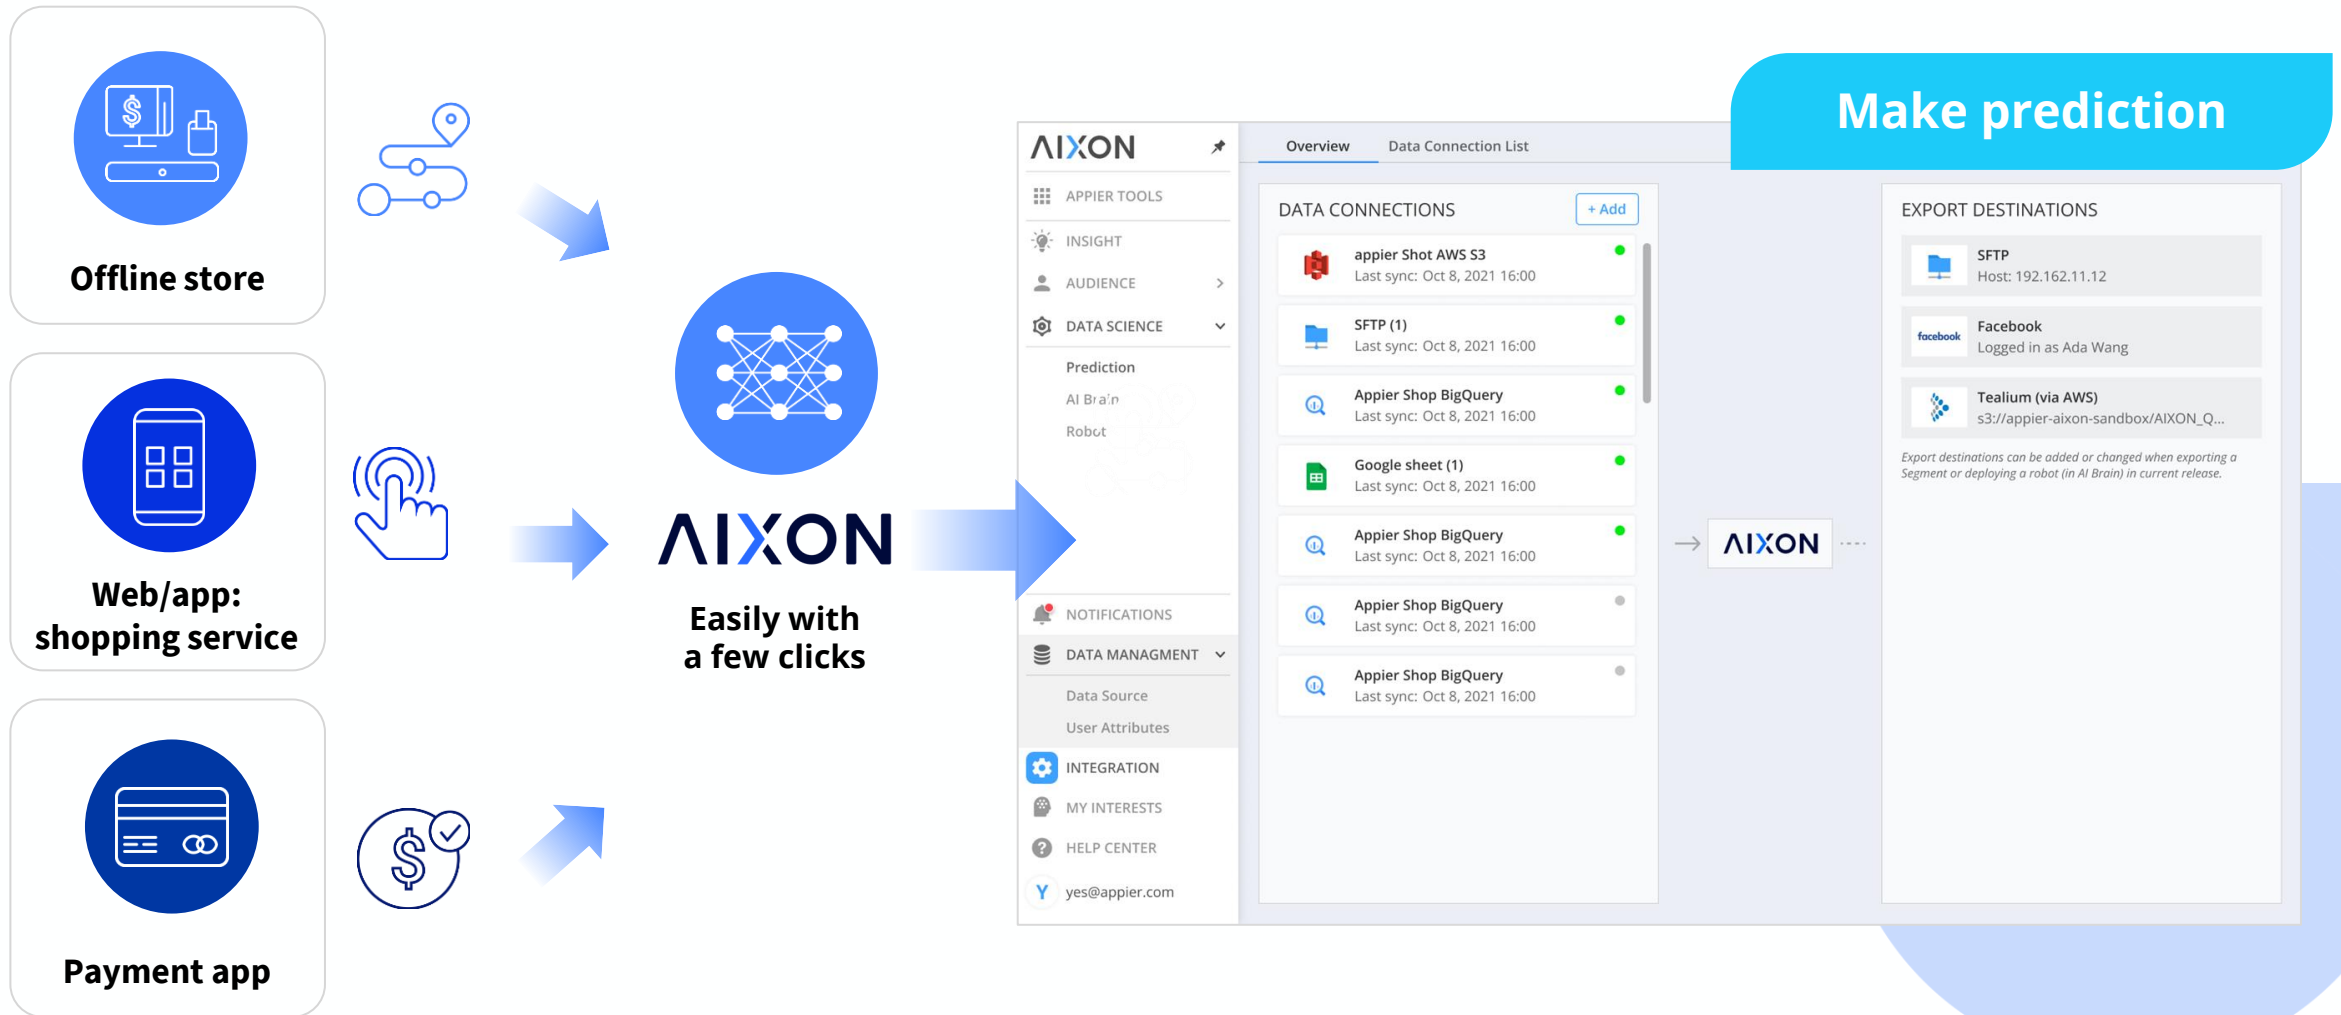 Offline store
Web/app:
shopping service
Payment app
AIXON
Easily with
a few clicks
Make prediction
AIXON
APPIER TOOLS
INSIGHT
AUDIENCE
DATA SCIENCE
Prediction
AI Brain
Robot
NOTIFICATIONS
DATA MANAGMENT
Data Source
User Attributes
INTEGRATION
MY INTERESTS
HELP CENTER
Y yes@appier.com
Overview Data Connection List
DATA CONNECTIONS + Add
appier Shot AWS S3
Last sync: Oct 8, 2021 16:00
SFTP (1)
Last sync: Oct 8, 2021 16:00
Appier Shop BigQuery
Last sync: Oct 8, 2021 16:00
Google sheet (1)
Last sync: Oct 8, 2021 16:00
Appier Shop BigQuery
Last sync: Oct 8, 2021 16:00
Appier Shop BigQuery
Last sync: Oct 8, 2021 16:00
Appier Shop BigQuery
Last sync: Oct 8, 2021 16:00
AIXON
EXPORT DESTINATIONS
SFTP
Host: 192.162.11.12
facebook
Facebook
Logged in as Ada Wang
Tealium (via AWS)
s3://appier-aixon-sandbox/AIXON_Q...
Export destinations can be added or changed when exporting a
Segment or deploying a robot (in AI Brain) in current release.